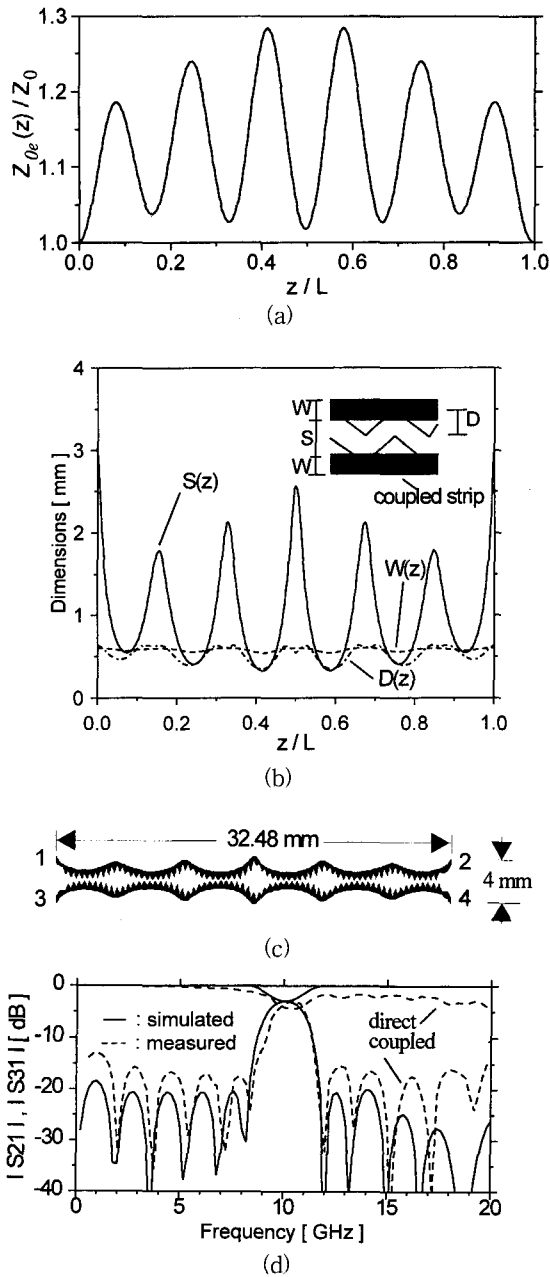 1.3
1.2
1.1
1.0
Z0e(z) / Z0
0.0 0.2 0.4 0.6 0.8 1.0
z / L
(a)
4
3
2
1
0
Dimensions [ mm ]
W
S
W
D
coupled strip
S(z)
W(z)
D(z)
0.0 0.2 0.4 0.6 0.8 1.0
z / L
(b)
32.48 mm
1 2
3 4
4 mm
(c)
0
-10
-20
-30
-40
| S21 | , | S31 | [ dB ]
— : simulated
---- : measured
direct
coupled
0 5 10 15 20
Frequency [ GHz ]
(d)